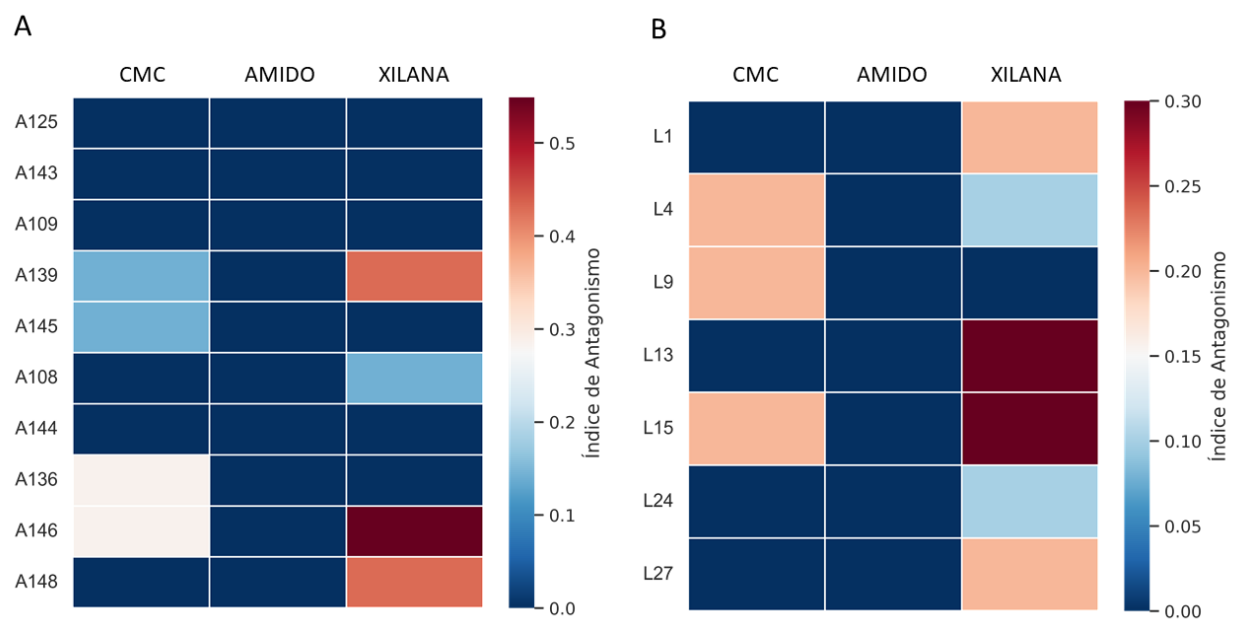 A
CMC AMIDO XILANA
A125
A143
A109
A139
A145
A108
A144
A136
A146
A148
0.5
0.4
0.3
0.2
0.1
0.0
Índice de Antagonismo
B
CMC AMIDO XILANA
L1
L4
L9
L13
L15
L24
L27
0.30
0.25
0.20
0.15
0.10
0.05
0.00
Índice de Antagonismo